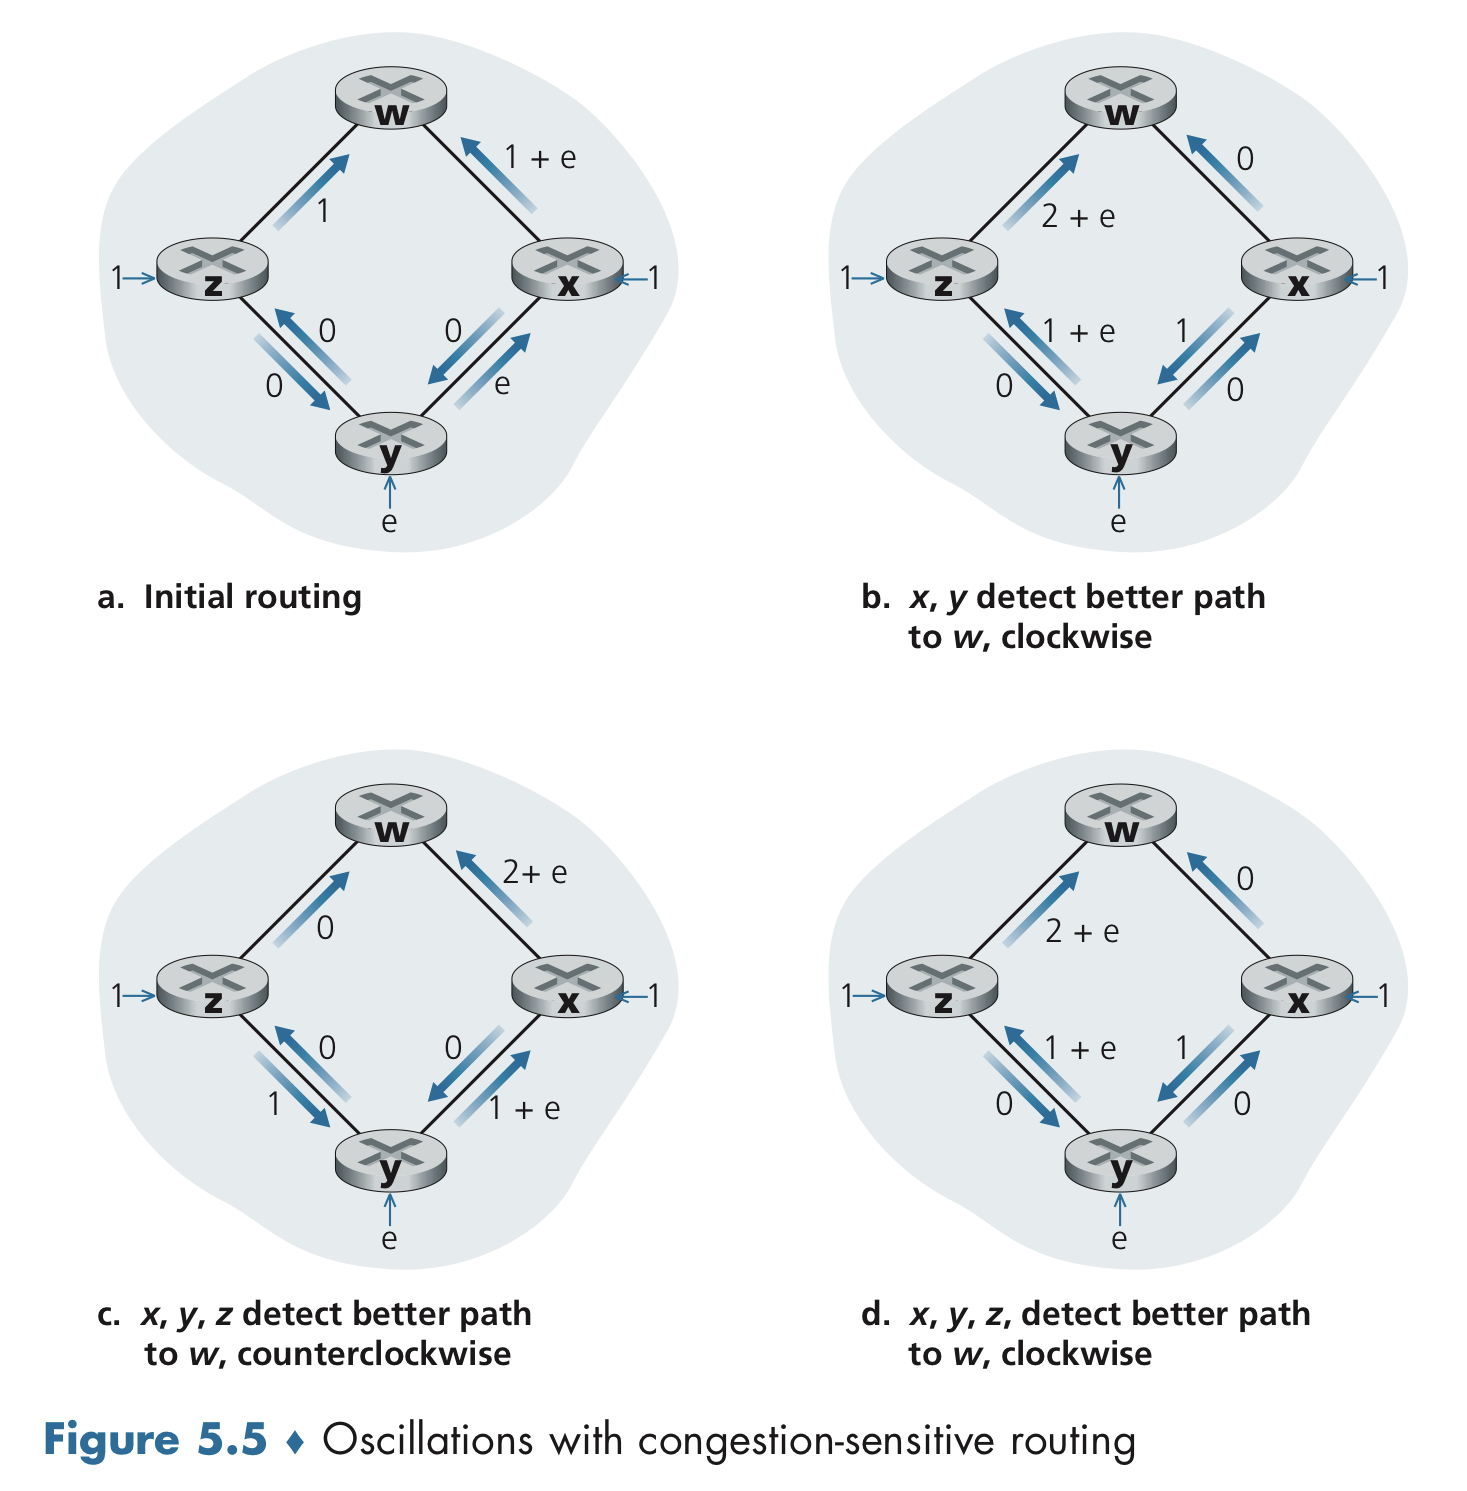 w
1 + e
1
1
z
x
1
0
0
0
e
y
e
w
0
2 + e
1
z
x
1
1 + e
1
0
0
y
e
a. Initial routing
b. x, y detect better path
to w, clockwise
w
2+ e
0
1
z
x
1
0
0
1
1 + e
y
e
w
0
2 + e
1
z
x
1
1 + e
1
0
0
y
e
c. x, y, z detect better path
to w, counterclockwise
d. x, y, z, detect better path
to w, clockwise
Figure 5.5 ♦ Oscillations with congestion-sensitive routing